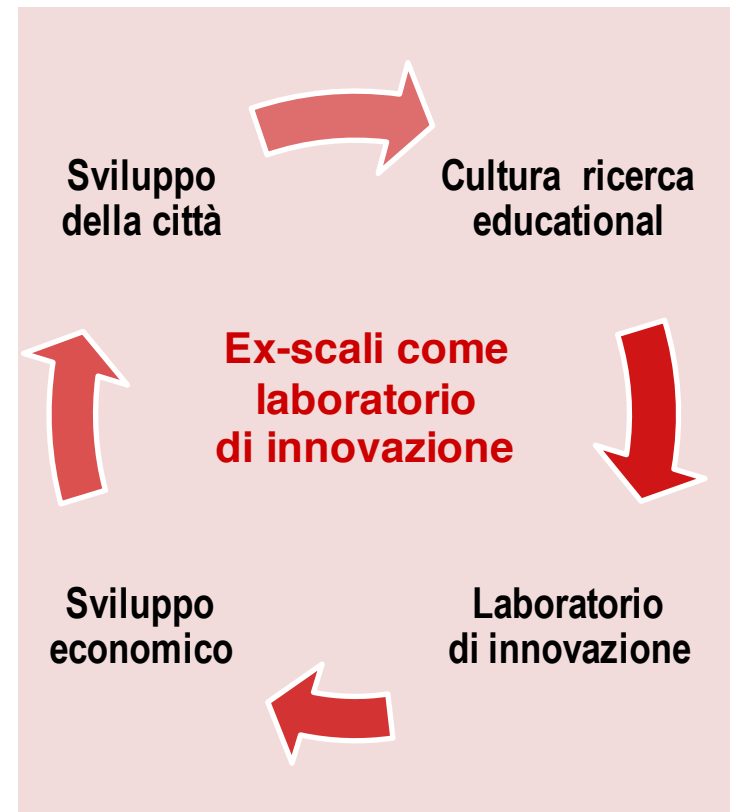 Sviluppo
della città
Cultura ricerca
educational
Ex-scali come
laboratorio
di innovazione
Sviluppo
economico
Laboratorio
di innovazione